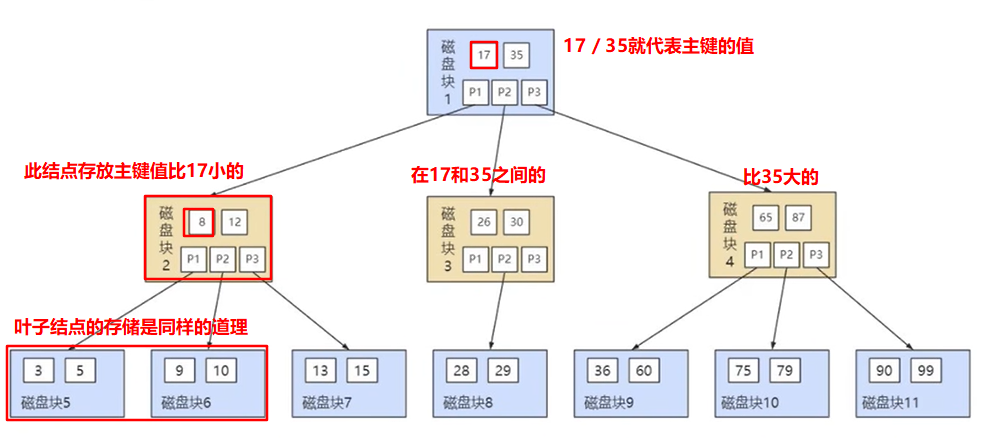 磁盘块1
17
35
P1
P2
P3
17 / 35就代表主键的值
此结点存放主键值比17小的
在17和35之间的
比35大的
磁盘块2
8
12
P1
P2
P3
磁盘块3
26
30
P1
P2
P3
磁盘块4
65
87
P1
P2
P3
叶子结点的存储是同样的道理
3
5
磁盘块5
9
10
磁盘块6
13
15
磁盘块7
28
29
磁盘块8
36
60
磁盘块9
75
79
磁盘块10
90
99
磁盘块11